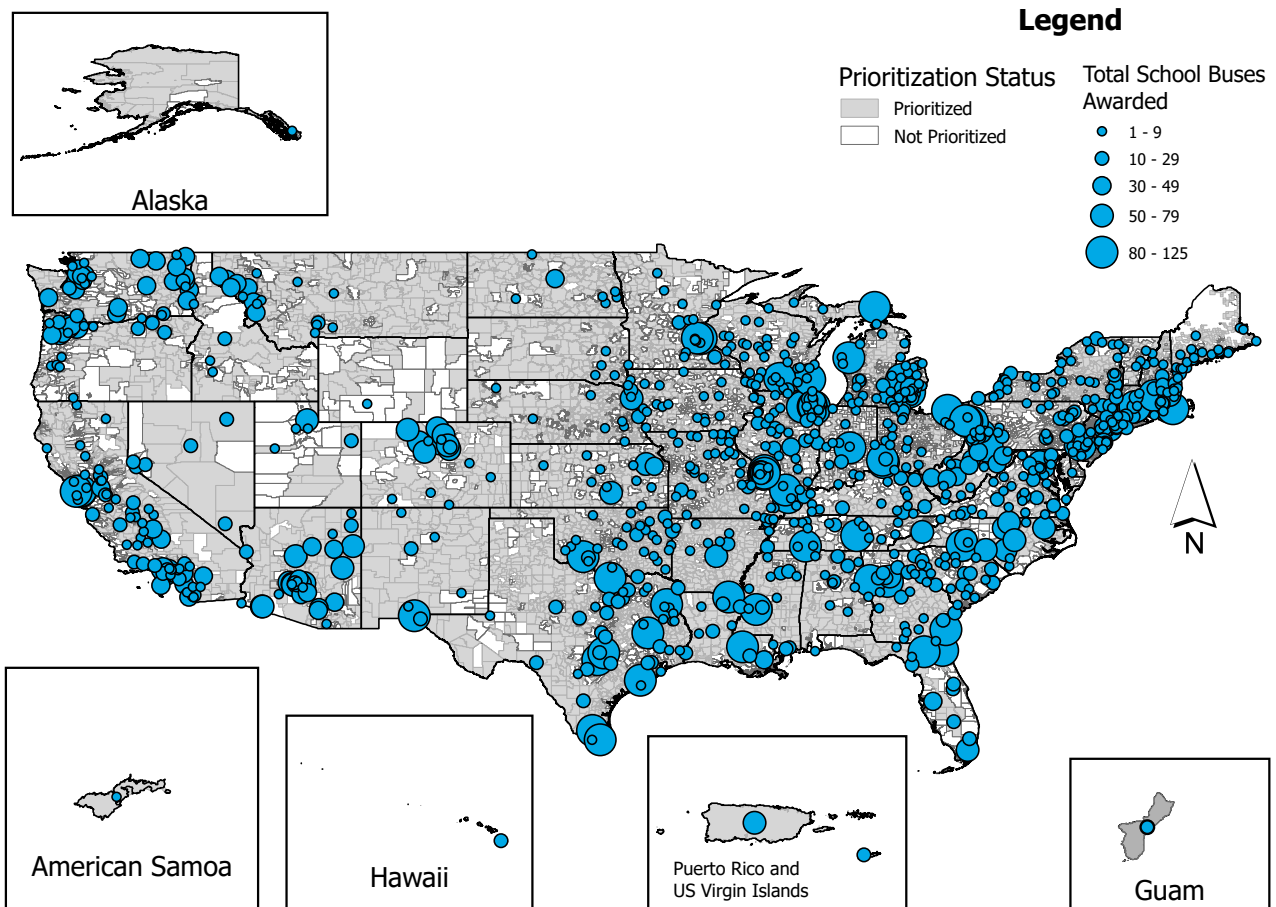 Legend
Prioritization Status
Prioritized
Not Prioritized
Total School Buses
Awarded
1 - 9
10 - 29
30 - 49
50 - 79
80 - 125
Alaska
N
American Samoa
Hawaii
Puerto Rico and
US Virgin Islands
Guam